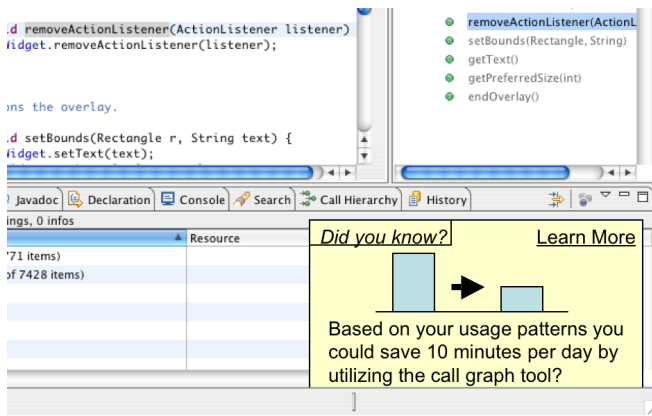 d removeActionListener(ActionListener listener)
Widget.removeActionListener(listener);
ons the overlay.
d setBounds(Rectangle r, String text) {
Widget.setText(text);
removeActionListener(ActionL
setBounds(Rectangle, String)
getText()
getPreferredSize(int)
endOverlay()
Javadoc Declaration Console Search Call Hierarchy History
ings, 0 infos
Resource
71 items)
of 7428 items)
Did you know? Learn More
Based on your usage patterns you
could save 10 minutes per day by
utilizing the call graph tool?